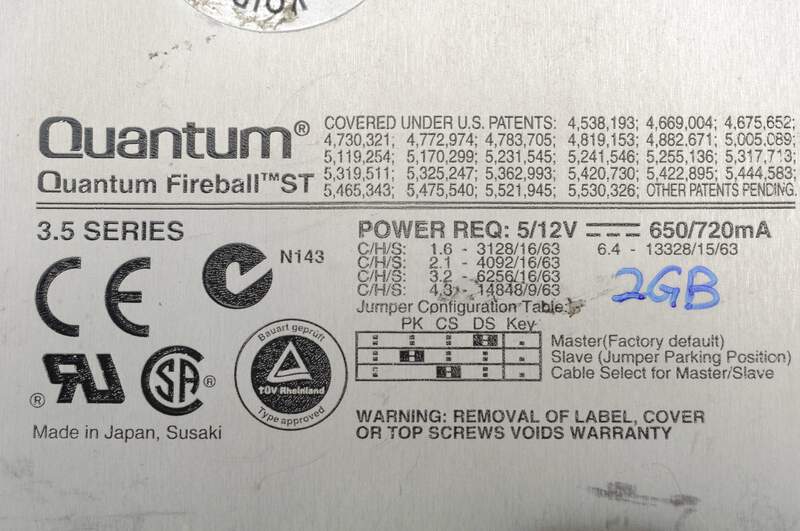 VOID
Quantum®
COVERED UNDER U.S. PATENTS: 4,538,193; 4,669,004; 4,675,652;
4,730,321; 4,772,974; 4,783,705; 4,819,153; 4,882,671; 5,005,089;
5,119,254; 5,170,299; 5,231,545; 5,241,546; 5,255,136; 5,317,713;
5,319,511; 5,325,247; 5,362,993; 5,420,730; 5,422,895; 5,444,583;
5,465,343; 5,475,540; 5,521,945; 5,530,326; OTHER PATENTS PENDING.
Quantum Fireball™ST
3.5 SERIES
POWER REQ: 5/12V 650/720mA
C/H/S: 1.6 - 3128/16/63 6.4 - 13328/15/63
C/H/S: 2.1 - 4092/16/63
C/H/S: 3.2 - 6256/16/63
C/H/S: 4.3 - 14848/9/63
2GB
N143
CE
Jumper Configuration Table:
PK CS DS Key
Master(Factory default)
Slave (Jumper Parking Position)
Cable Select for Master/Slave
Bauart geprüft
TÜV Rheinland
Type approved
® RU SA ®
Made in Japan, Susaki
WARNING: REMOVAL OF LABEL, COVER
OR TOP SCREWS VOIDS WARRANTY